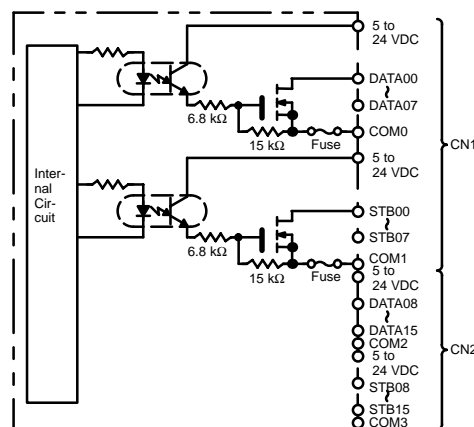 5 to
24 VDC
DATA00
~
DATA07
6.8 kΩ
COM0
15 kΩ
Fuse
CN1
5 to
24 VDC
Inter-
nal
Cir-
cuit
STB00
~
STB07
6.8 kΩ
COM1
15 kΩ
Fuse
5 to
24 VDC
DATA08
~
DATA15
COM2
CN2
5 to
24 VDC
STB08
~
STB15
COM3